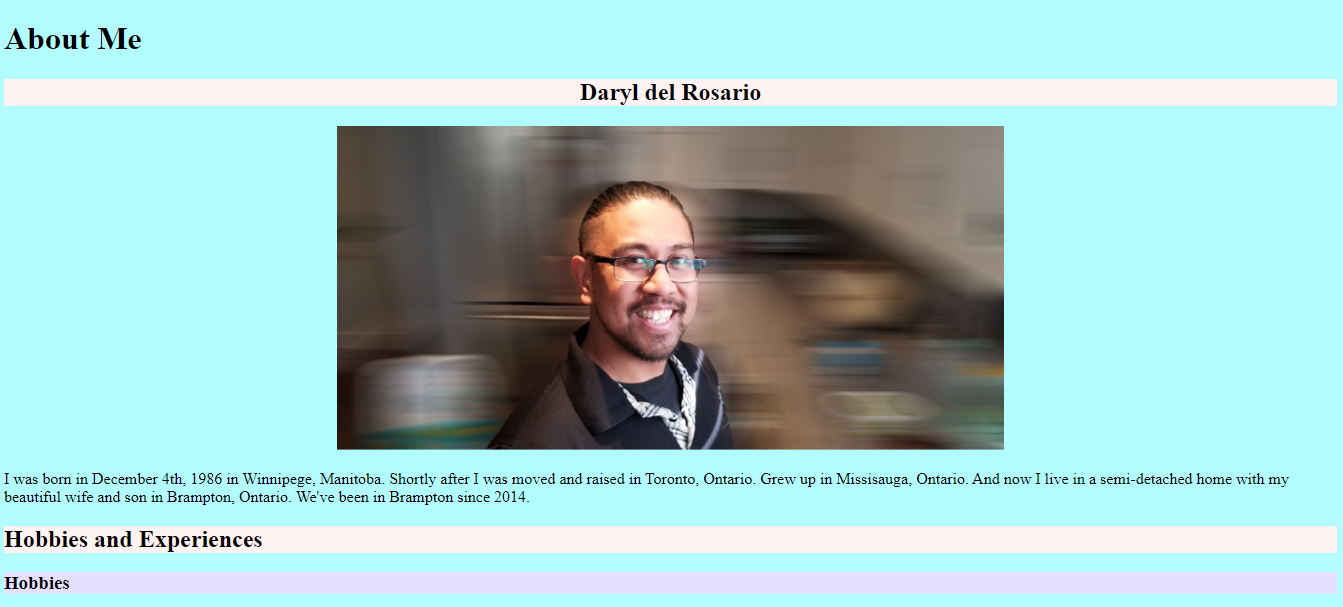 About Me
Daryl del Rosario
I was born in December 4th, 1986 in Winnipege, Manitoba. Shortly after I was moved and raised in Toronto, Ontario. Grew up in Missisauga, Ontario. And now I live in a semi-detached home with my
beautiful wife and son in Brampton, Ontario. We've been in Brampton since 2014.
Hobbies and Experiences
Hobbies